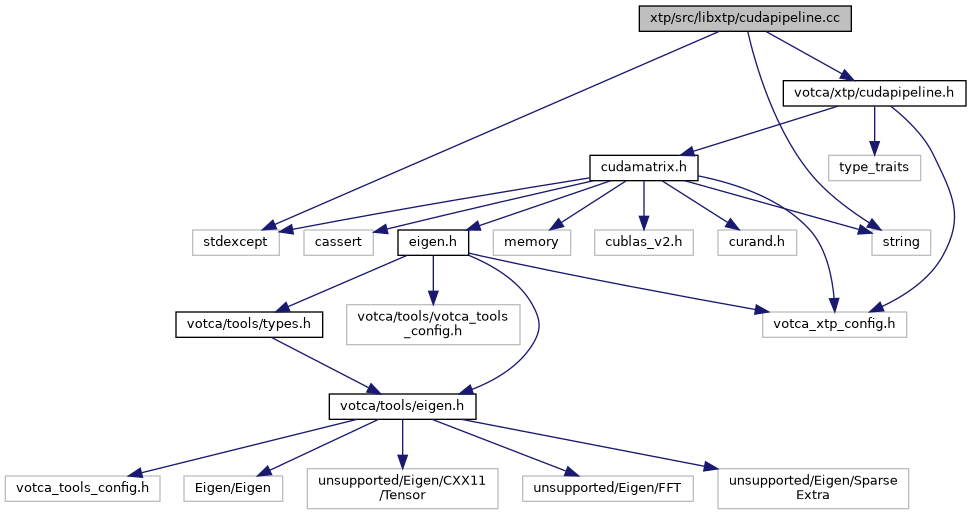 xtp/src/libxtp/cudapipeline.cc
votca/xtp/cudapipeline.h
cudamatrix.h
type_traits
stdexcept
cassert
eigen.h
memory
cublas_v2.h
curand.h
string
votca/tools/types.h
votca/tools/votca_tools
_config.h
votca_xtp_config.h
votca/tools/eigen.h
votca_tools_config.h
Eigen/Eigen
unsupported/Eigen/CXX11
/Tensor
unsupported/Eigen/FFT
unsupported/Eigen/Sparse
Extra